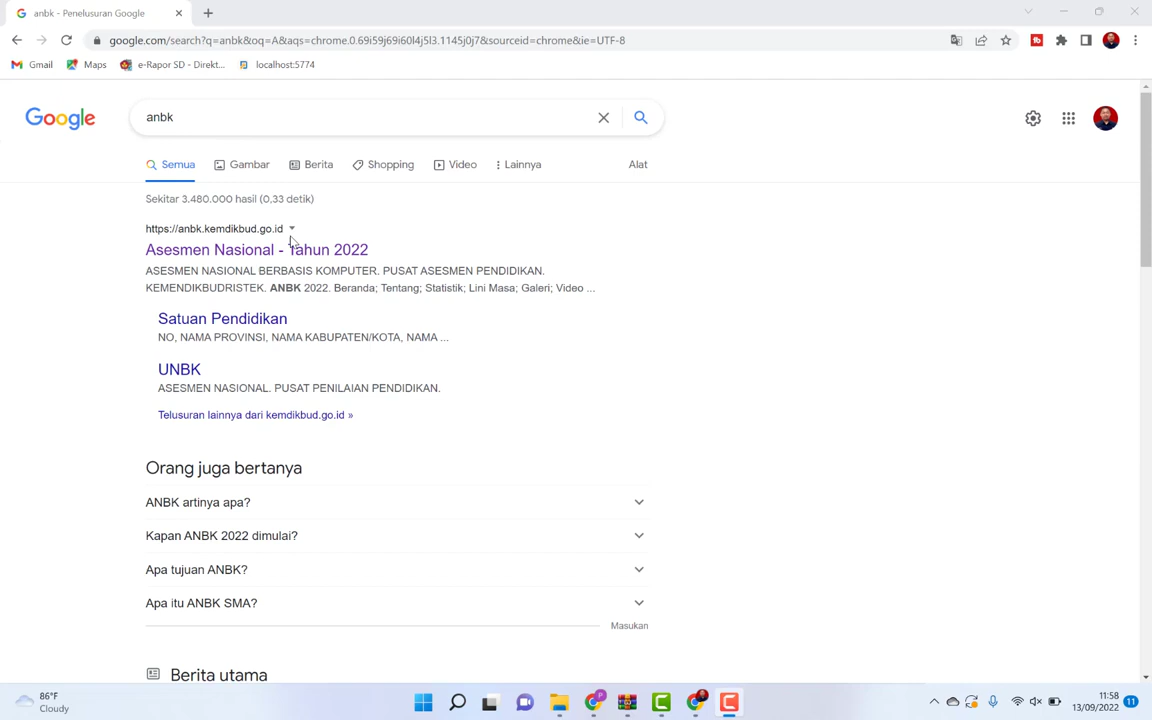 anbk - Penelusuran Google
google.com/search?q=anbk&oq=A&aqs=chrome.0.69i59j69i60l4j5l3.1145j0j7&sourceid=chrome&ie=UTF-8
Gmail Maps e-Rapor SD - Direkt... localhost:5774
Google
anbk
Semua Gambar Berita Shopping Video Lainnya Alat
Sekitar 3.480.000 hasil (0,33 detik)
https://anbk.kemdikbud.go.id
Asesmen Nasional - Tahun 2022
ASESMEN NASIONAL BERBASIS KOMPUTER. PUSAT ASESMEN PENDIDIKAN.
KEMENDIKBUDRISTEK. ANBK 2022. Beranda; Tentang; Statistik; Lini Masa; Galeri; Video ...
Satuan Pendidikan
NO, NAMA PROVINSI, NAMA KABUPATEN/KOTA, NAMA ...
UNBK
ASESMEN NASIONAL. PUSAT PENILAIAN PENDIDIKAN.
Telusuran lainnya dari kemdikbud.go.id »
Orang juga bertanya
ANBK artinya apa?
Kapan ANBK 2022 dimulai?
Apa tujuan ANBK?
Apa itu ANBK SMA?
Masukan
Berita utama
86°F
Cloudy
11:58
13/09/2022
11